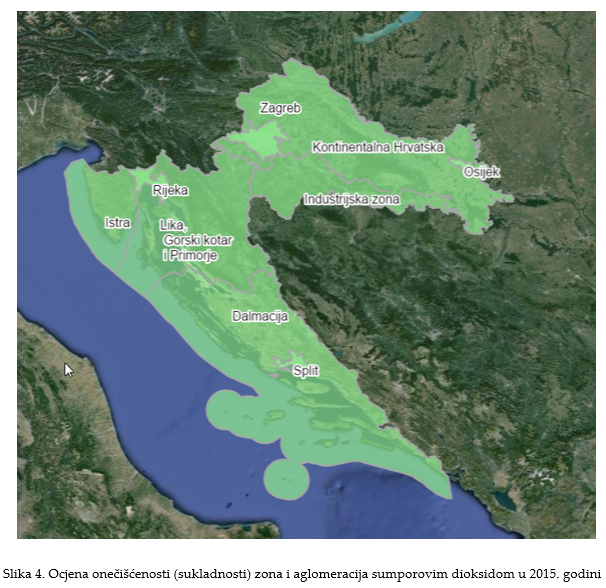 Zagreb
Kontinentalna Hrvatska
Osijek
Rijeka
Industrijska zona
Istra
Lika,
Gorski kotar
i Primorje
Dalmacija
Split
Slika 4. Ocjena onečišćenosti (sukladnosti) zona i aglomeracija sumporovim dioksidom u 2015. godini